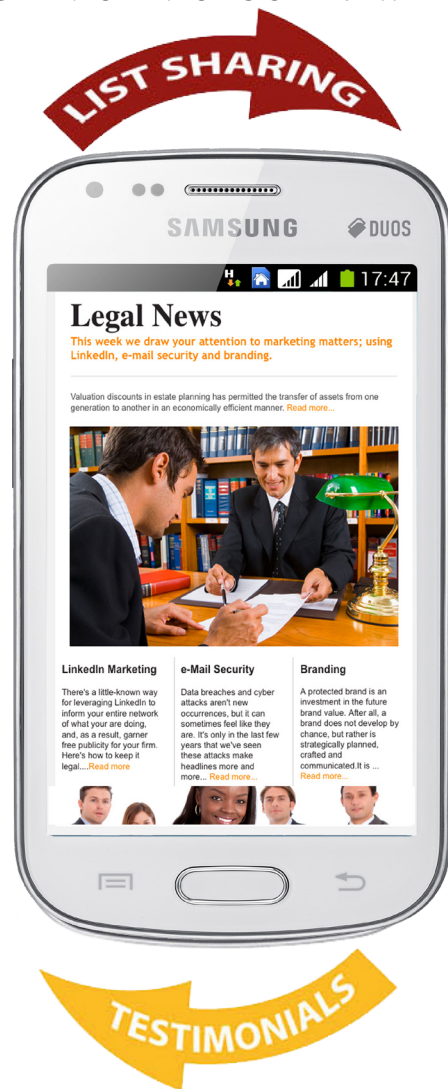 LIST SHARING
SAMSUNG
DUOS
H
17:47
Legal News
This week we draw your attention to marketing matters; using
LinkedIn, e-mail security and branding.
Valuation discounts in estate planning has permitted the transfer of assets from one
generation to another in an economically efficient manner. Read more...
LinkedIn Marketing
There's a little-known way
for leveraging LinkedIn to
inform your entire network
of what your are doing,
and, as a result, garner
free publicity for your firm.
Here's how to keep it
legal....Read more
e-Mail Security
Data breaches and cyber
attacks aren't new
occurrences, but it can
sometimes feel like they
are. It's only in the last few
years that we've seen
these attacks make
headlines more and
more... Read more...
Branding
A protected brand is an
investment in the future
brand value. After all, a
brand does not develop by
chance, but rather is
strategically planned,
crafted and
communicated.It is ...
Read more...
TESTIMONIALS